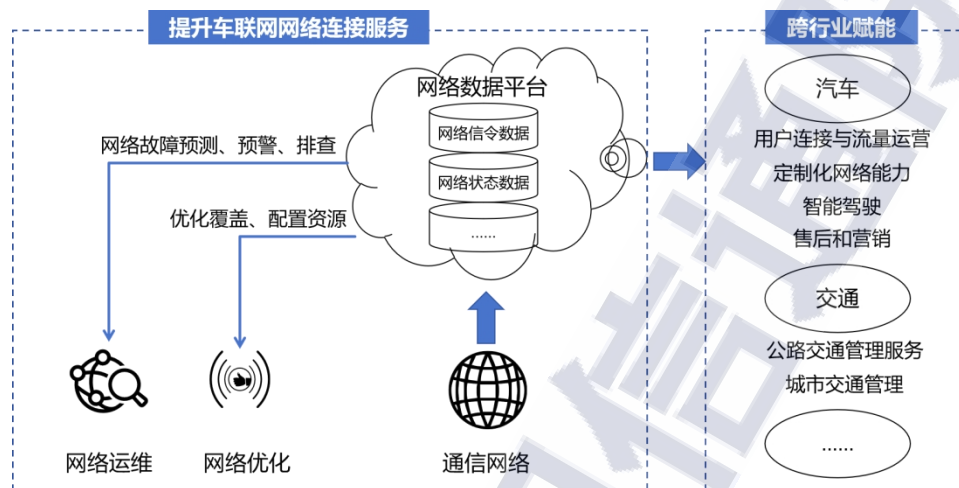 提升车联网网络连接服务
网络数据平台
网络信令数据
网络状态数据
……
网络故障预测、预警、排查
优化覆盖、配置资源
网络运维
网络优化
通信网络
跨行业赋能
汽车
用户连接与流量运营
定制化网络能力
智能驾驶
售后和营销
交通
公路交通管理服务
城市交通管理
……